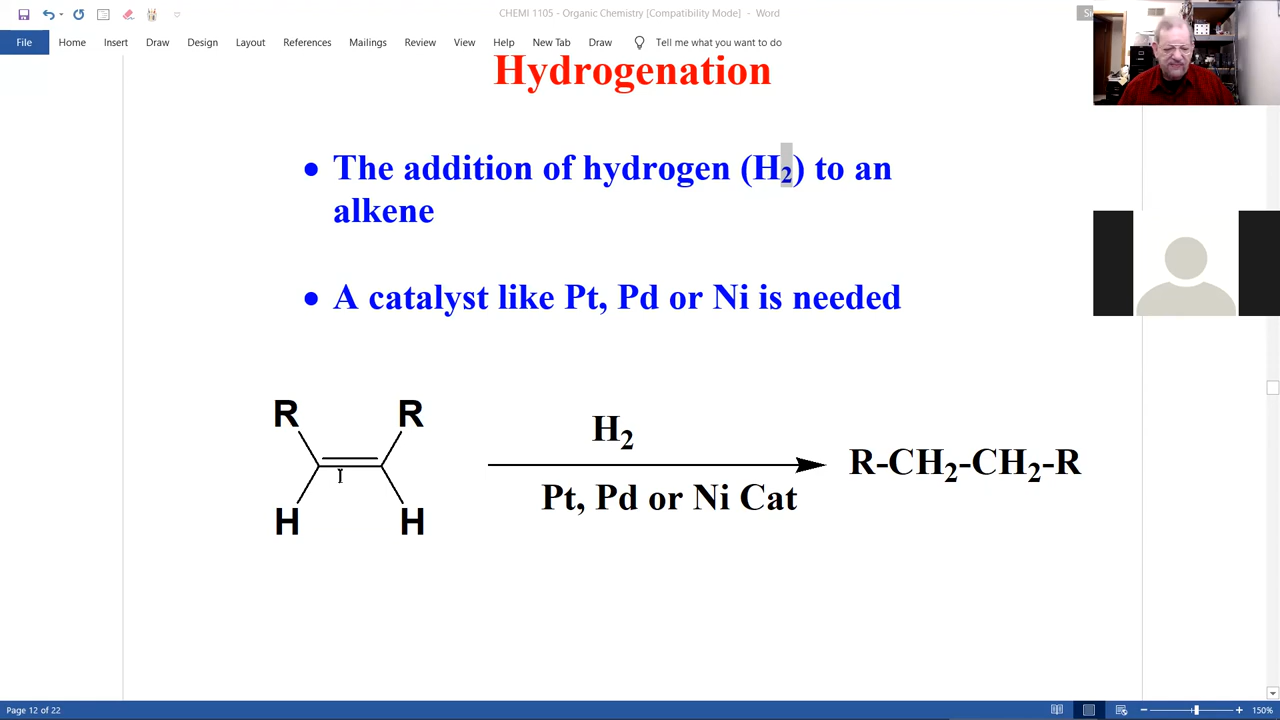 CHEMI 1105 - Organic Chemistry [Compatibility Mode] - Word
File Home Insert Draw Design Layout References Mailings Review View Help New Tab Draw Tell me what you want to do
Hydrogenation
• The addition of hydrogen (H₂) to an
alkene
• A catalyst like Pt, Pd or Ni is needed
R R
H H
H₂
Pt, Pd or Ni Cat
R-CH₂-CH₂-R
Page 12 of 22
150%